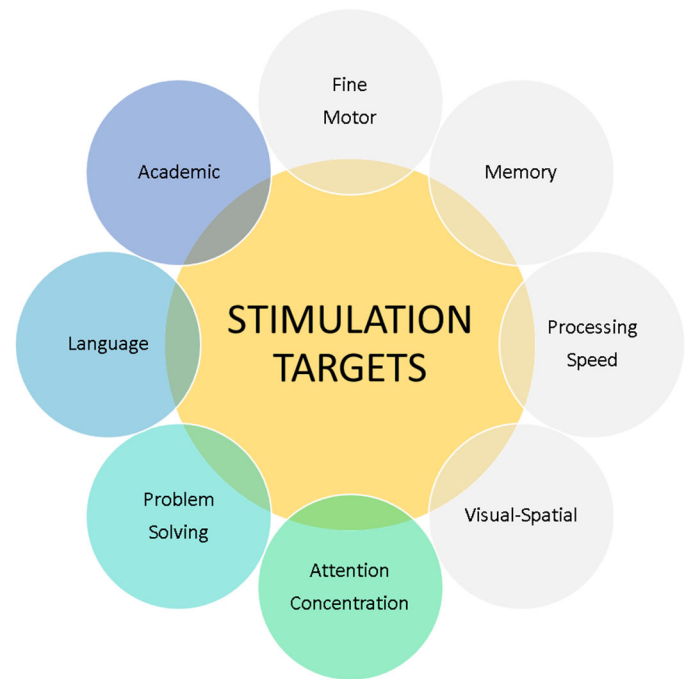 STIMULATION
TARGETS
Fine
Motor
Memory
Processing
Speed
Visual-Spatial
Attention
Concentration
Problem
Solving
Language
Academic